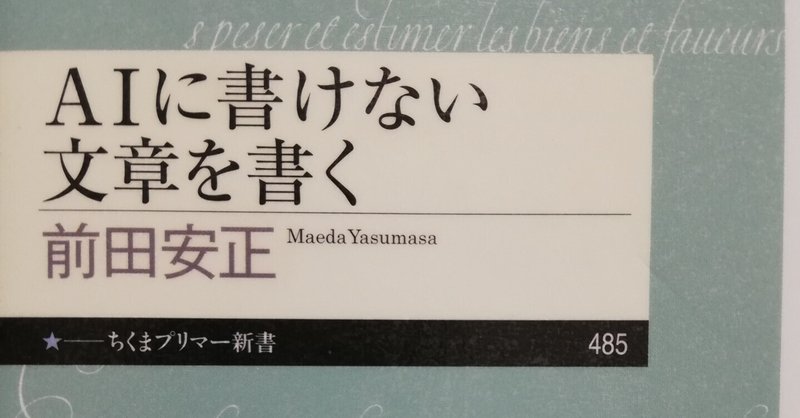 s peser et estimer les biens et faueurs
AIに書けない
文章を書く
前田安正 Maeda Yasumasa
★――ちくまプリマー新書 485